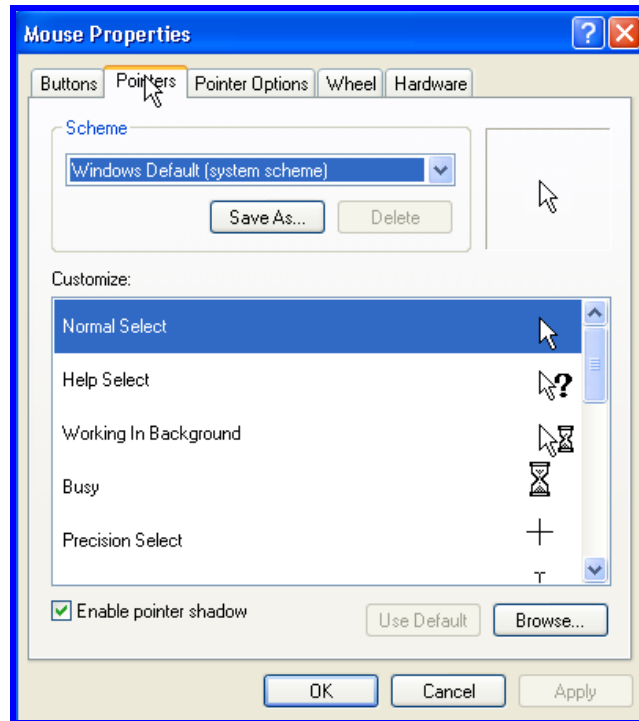 Mouse Properties
Buttons Pointers Pointer Options Wheel Hardware
Scheme
Windows Default (system scheme)
Save As... Delete
Customize:
Normal Select
Help Select
Working In Background
Busy
Precision Select
Enable pointer shadow
Use Default Browse...
OK Cancel Apply